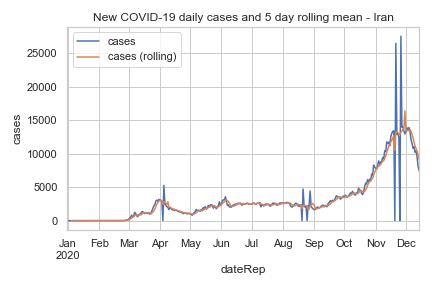 New COVID-19 daily cases and 5 day rolling mean - Iran
cases
cases (rolling)
25000
20000
15000
10000
5000
0
cases
Jan Feb Mar Apr May Jun Jul Aug Sep Oct Nov Dec
2020
dateRep